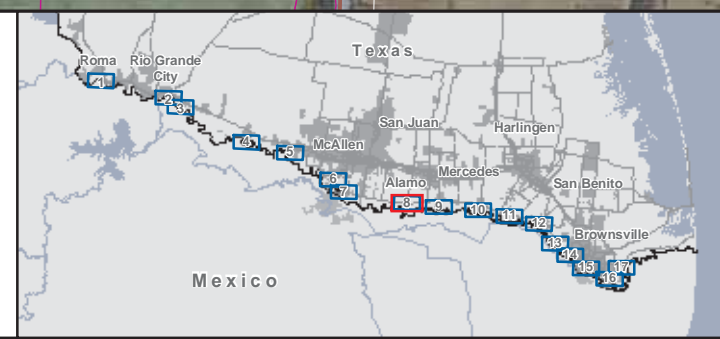 Texas
Roma
Rio Grande
City
1
2
3
San Juan
Harlingen
4
5
McAllen
Mercedes
6
7
Alamo
San Benito
8
9
10
11
12
Brownsville
13
14
15
16
17
Mexico